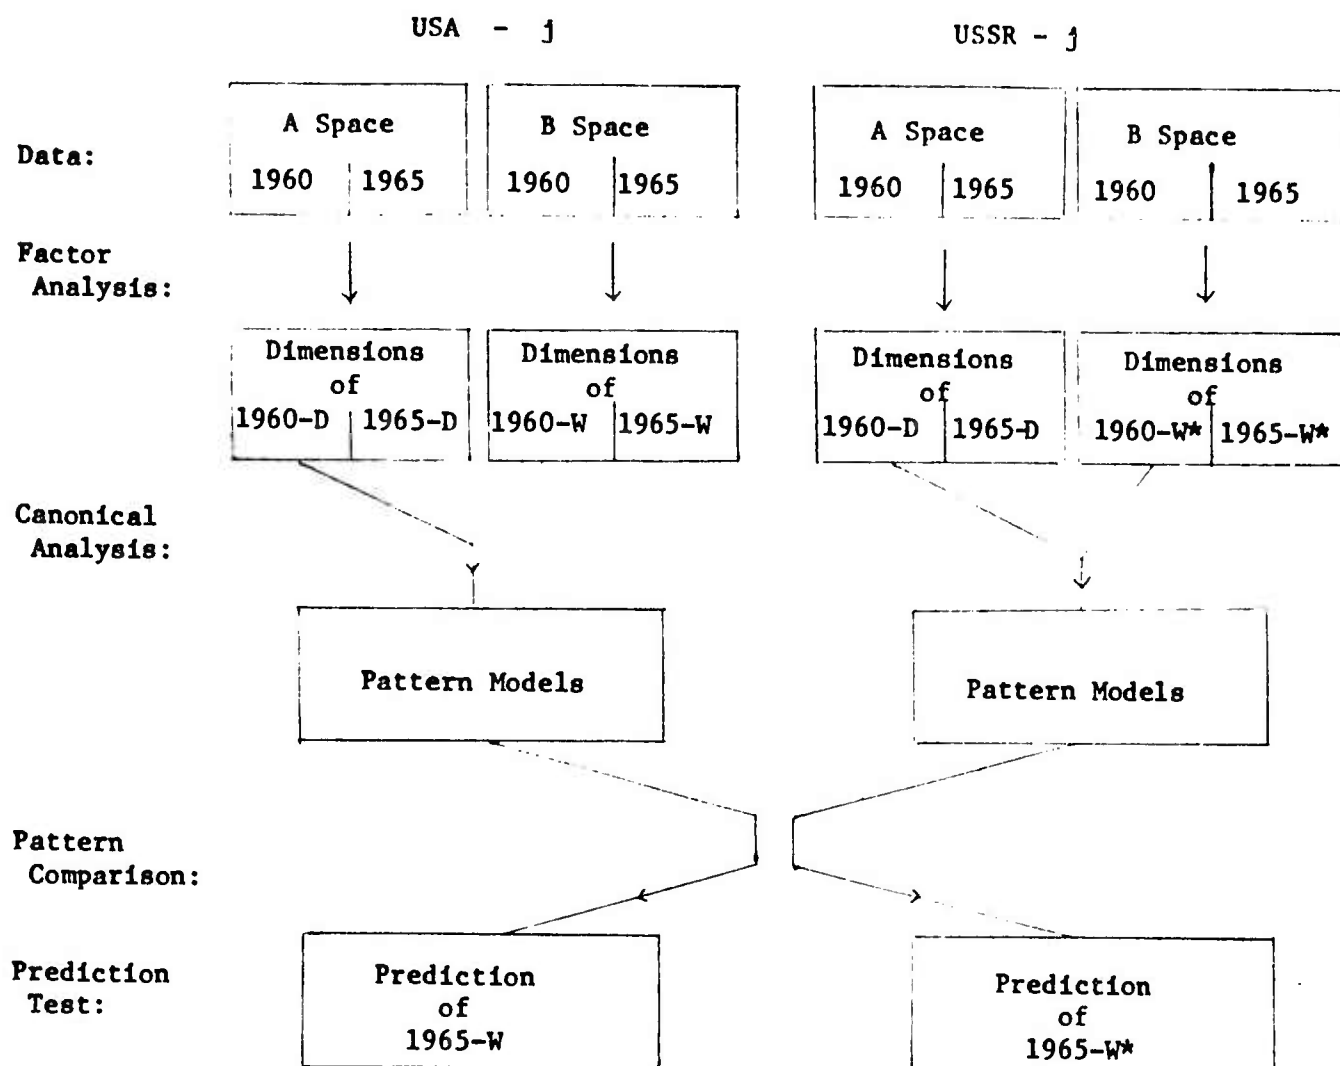 USA - j
USSR - j
Data:
A Space
1960 1965
B Space
1960 1965
A Space
1960 1965
B Space
1960 1965
Factor
Analysis:
Dimensions
of
1960-D 1965-D
Dimensions
of
1960-W 1965-W
Dimensions
of
1960-D 1965-D
Dimensions
of
1960-W* 1965-W*
Canonical
Analysis:
Pattern Models
Pattern Models
Pattern
Comparison:
Prediction
Test:
Prediction
of
1965-W
Prediction
of
1965-W*